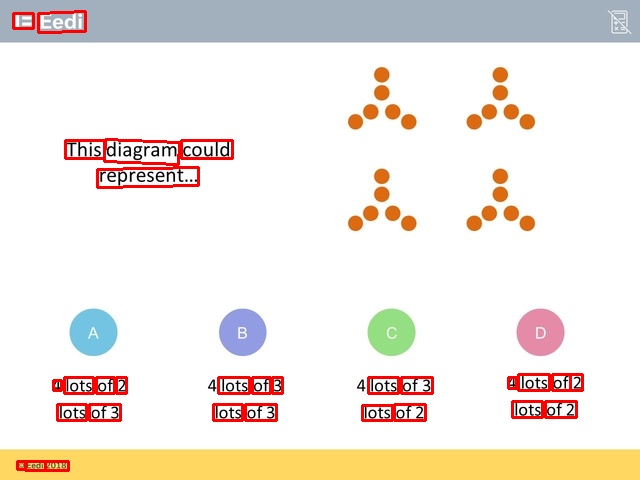 Eedi
This diagram could
represent...
A
B
C
D
4 lots of 2
lots of 3
4 lots of 3
lots of 3
4 lots of 3
lots of 2
4 lots of 2
lots of 2
© Eedi 2018